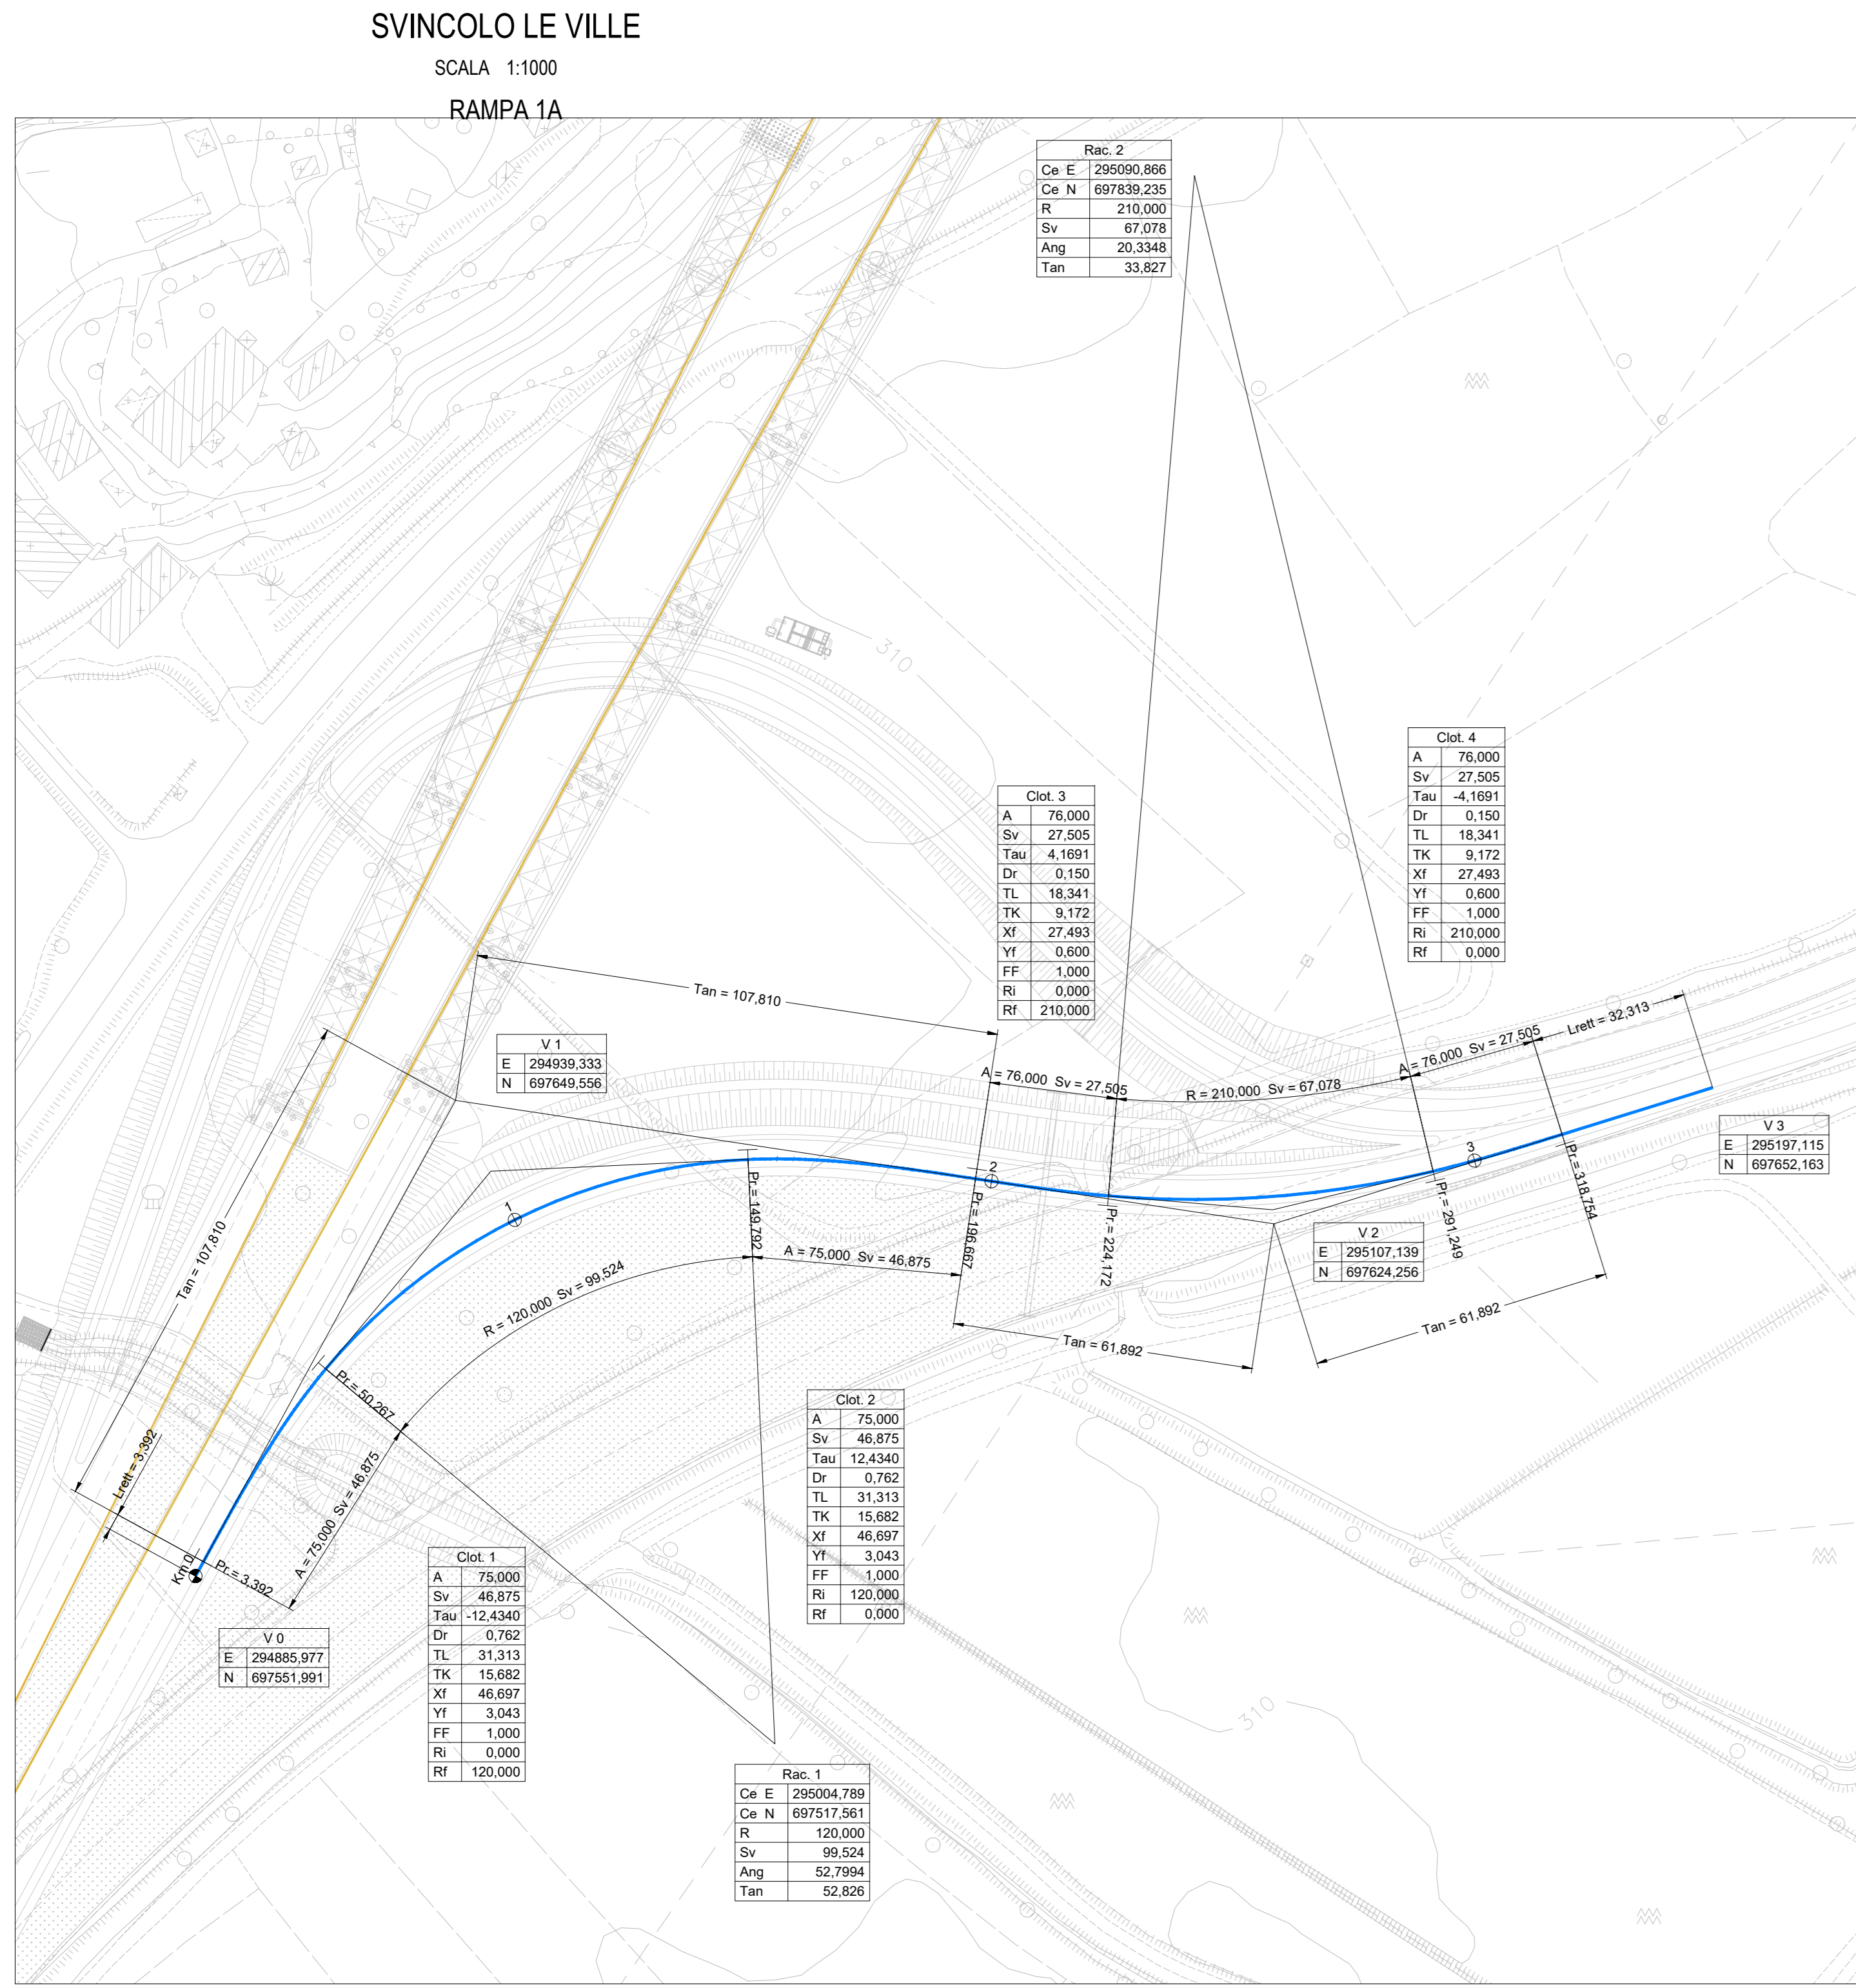 SVINCOLO LE VILLE
SCALA 1:1000
RAMPA 1A
Rac. 2
Ce E 295090,866
Ce N 697839,235
R 210,000
Sv 67,078
Ang 20,3348
Tan 33,827
310
Clot. 4
A 76,000
Sv 27,505
Tau -4,1691
Dr 0,150
TL 18,341
TK 9,172
Xf 27,493
Yf 0,600
FF 1,000
Ri 210,000
Rf 0,000
Clot. 3
A 76,000
Sv 27,505
Tau 4,1691
Dr 0,150
TL 18,341
TK 9,172
Xf 27,493
Yf 0,600
FF 1,000
Ri 0,000
Rf 210,000
Tan = 107,810
V 1
E 294939,333
N 697649,556
A = 76,000 Sv = 27,505
R = 210,000 Sv = 67,078
A = 76,000 Sv = 27,505
Lrett = 32,313
V 3
E 295197,115
N 697652,163
1
2
3
Pr.= 149,792
Pr.= 196,667
Pr.= 224,172
Pr.= 291,249
Pr.= 318,754
V 2
E 295107,139
N 697624,256
Tan = 107,810
R = 120,000 Sv = 99,524
A = 75,000 Sv = 46,875
Tan = 61,892
Tan = 61,892
Pr.= 50,267
Lrett = 3,392
A = 75,000 Sv = 46,875
Km 0
Pr.= 3,392
Clot. 2
A 75,000
Sv 46,875
Tau 12,4340
Dr 0,762
TL 31,313
TK 15,682
Xf 46,697
Yf 3,043
FF 1,000
Ri 120,000
Rf 0,000
Clot. 1
A 75,000
Sv 46,875
Tau -12,4340
Dr 0,762
TL 31,313
TK 15,682
Xf 46,697
Yf 3,043
FF 1,000
Ri 0,000
Rf 120,000
V 0
E 294885,977
N 697551,991
310
Rac. 1
Ce E 295004,789
Ce N 697517,561
R 120,000
Sv 99,524
Ang 52,7994
Tan 52,826